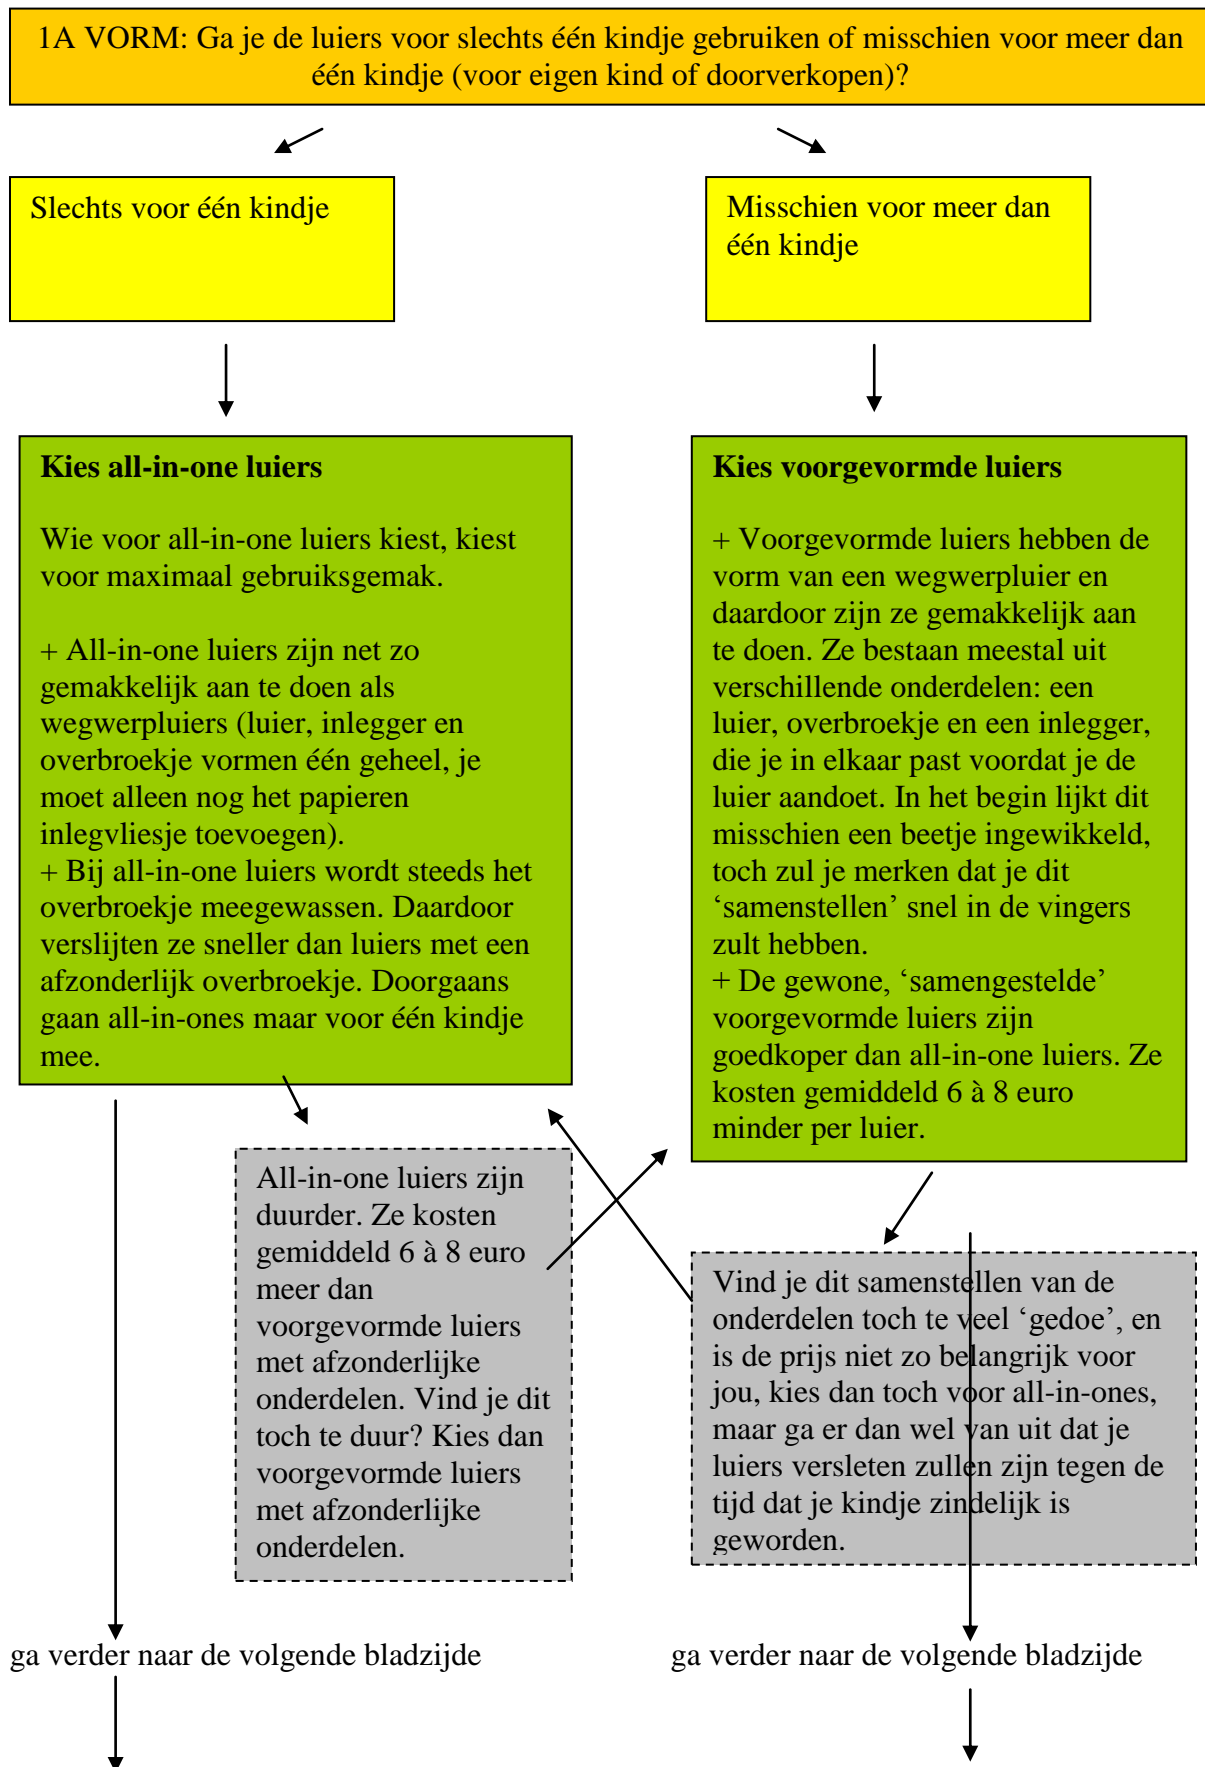 1A VORM: Ga je de luiers voor slechts één kindje gebruiken of misschien voor meer dan
één kindje (voor eigen kind of doorverkopen)?
Slechts voor één kindje
Misschien voor meer dan
één kindje
Kies all-in-one luiers
Wie voor all-in-one luiers kiest, kiest
voor maximaal gebruiksgemak.
+ All-in-one luiers zijn net zo
gemakkelijk aan te doen als
wegwerpluiers (luier, inlegger en
overbroekje vormen één geheel, je
moet alleen nog het papieren
inlegvliesje toevoegen).
+ Bij all-in-one luiers wordt steeds het
overbroekje meegewassen. Daardoor
verslijten ze sneller dan luiers met een
afzonderlijk overbroekje. Doorgaans
gaan all-in-ones maar voor één kindje
mee.
Kies voorgevormde luiers
+ Voorgevormde luiers hebben de
vorm van een wegwerpluier en
daardoor zijn ze gemakkelijk aan
te doen. Ze bestaan meestal uit
verschillende onderdelen: een
luier, overbroekje en een inlegger,
die je in elkaar past voordat je de
luier aandoet. In het begin lijkt dit
misschien een beetje ingewikkeld,
toch zul je merken dat je dit
‘samenstellen’ snel in de vingers
zult hebben.
+ De gewone, ‘samengestelde’
voorgevormde luiers zijn
goedkoper dan all-in-one luiers. Ze
kosten gemiddeld 6 à 8 euro
minder per luier.
All-in-one luiers zijn
duurder. Ze kosten
gemiddeld 6 à 8 euro
meer dan
voorgevormde luiers
met afzonderlijke
onderdelen. Vind je dit
toch te duur? Kies dan
voorgevormde luiers
met afzonderlijke
onderdelen.
Vind je dit samenstellen van de
onderdelen toch te veel ‘gedoe’, en
is de prijs niet zo belangrijk voor
jou, kies dan toch voor all-in-ones,
maar ga er dan wel van uit dat je
luiers versleten zullen zijn tegen de
tijd dat je kindje zindelijk is
geworden.
ga verder naar de volgende bladzijde
ga verder naar de volgende bladzijde